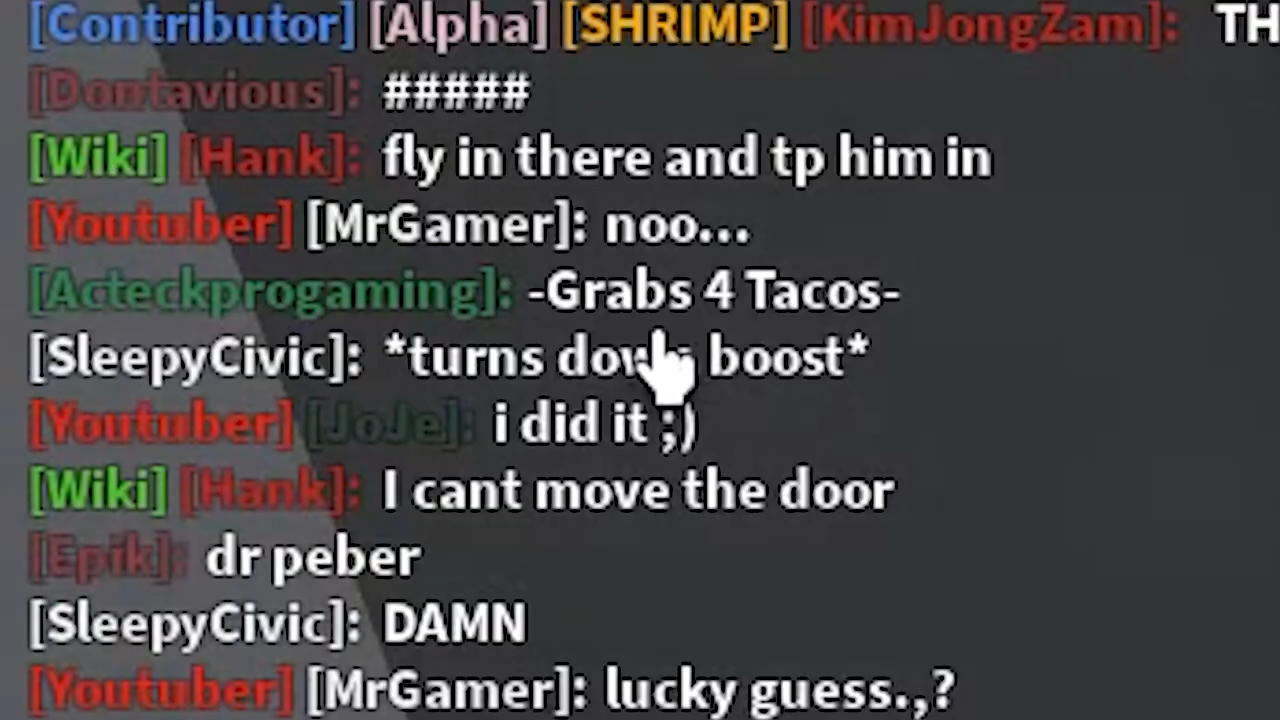 [Contributor] [Alpha] [SHRIMP] [KimJongZam]: TH
[Dontavious]: #####
[Wiki] [Hank]: fly in there and tp him in
[Youtuber] [MrGamer]: noo...
[Acteckprogaming]: -Grabs 4 Tacos-
[SleepyCivic]: *turns down boost*
[Youtuber] [JoJe]: i did it ;)
[Wiki] [Hank]: I cant move the door
[Epik]: dr peber
[SleepyCivic]: DAMN
[Youtuber] [MrGamer]: lucky guess.,?